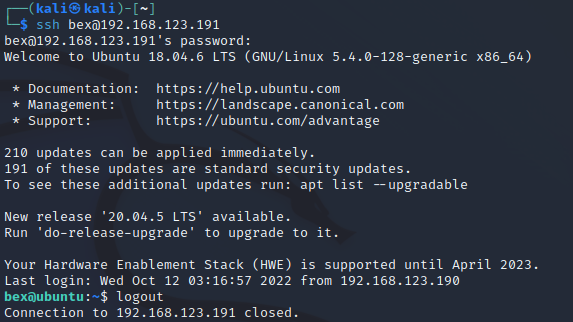 ┌──(kali㉿kali)-[~]
└─$ ssh bex@192.168.123.191
bex@192.168.123.191's password:
Welcome to Ubuntu 18.04.6 LTS (GNU/Linux 5.4.0-128-generic x86_64)
* Documentation:  https://help.ubuntu.com
* Management:     https://landscape.canonical.com
* Support:        https://ubuntu.com/advantage
210 updates can be applied immediately.
191 of these updates are standard security updates.
To see these additional updates run: apt list --upgradable
New release '20.04.5 LTS' available.
Run 'do-release-upgrade' to upgrade to it.
Your Hardware Enablement Stack (HWE) is supported until April 2023.
Last login: Wed Oct 12 03:16:57 2022 from 192.168.123.190
bex@ubuntu:~$ logout
Connection to 192.168.123.191 closed.